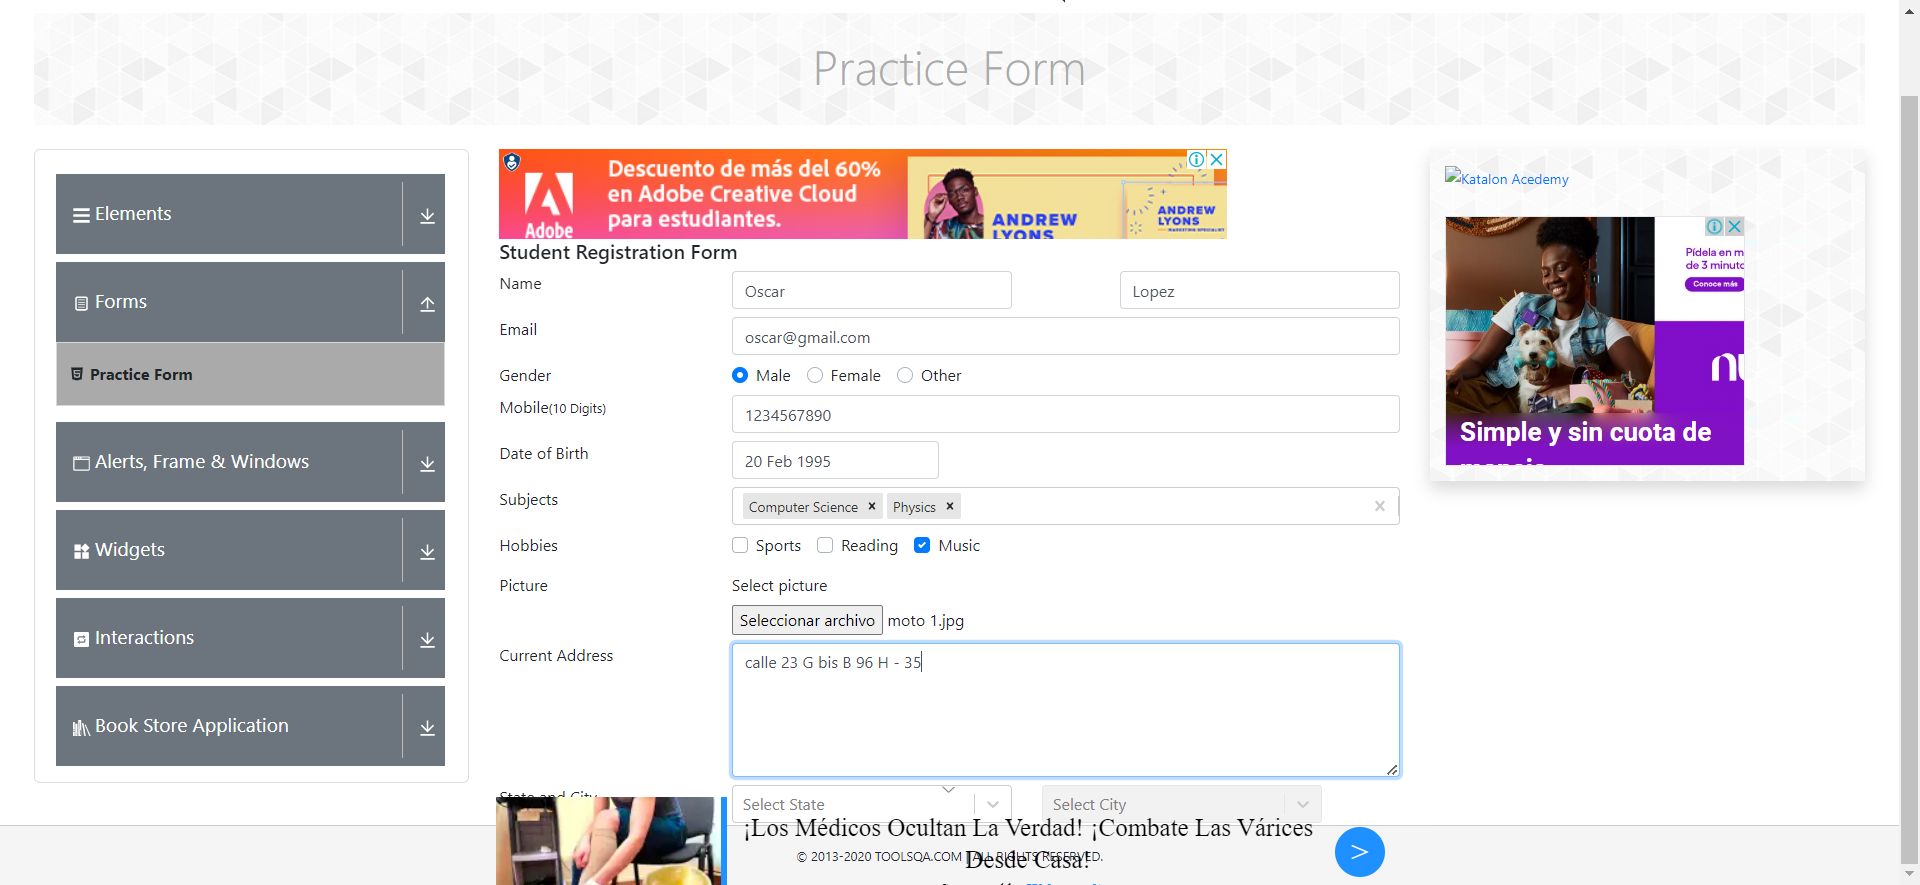 Practice Form
Elements
Forms
Practice Form
Alerts, Frame & Windows
Widgets
Interactions
Book Store Application
Adobe
Descuento de más del 60%
en Adobe Creative Cloud
para estudiantes.
ANDREW
LYONS
ANDREW
LYONS
MARKETING SPECIALIST
Student Registration Form
Name
Oscar
Lopez
Email
oscar@gmail.com
Gender
Male
Female
Other
Mobile(10 Digits)
1234567890
Date of Birth
20 Feb 1995
Subjects
Computer Science
Physics
Hobbies
Sports
Reading
Music
Picture
Select picture
Seleccionar archivo moto 1.jpg
Current Address
calle 23 G bis B 96 H - 35
State and City
Select State
Select City
¡Los Médicos Ocultan La Verdad! ¡Combate Las Várices
Desde Casa!
© 2013-2020 TOOLSQA.COM | ALL RIGHTS RESERVED.
Katalon Acedemy
Pídela en m
de 3 minuto
Conoce más
nu
Simple y sin cuota de